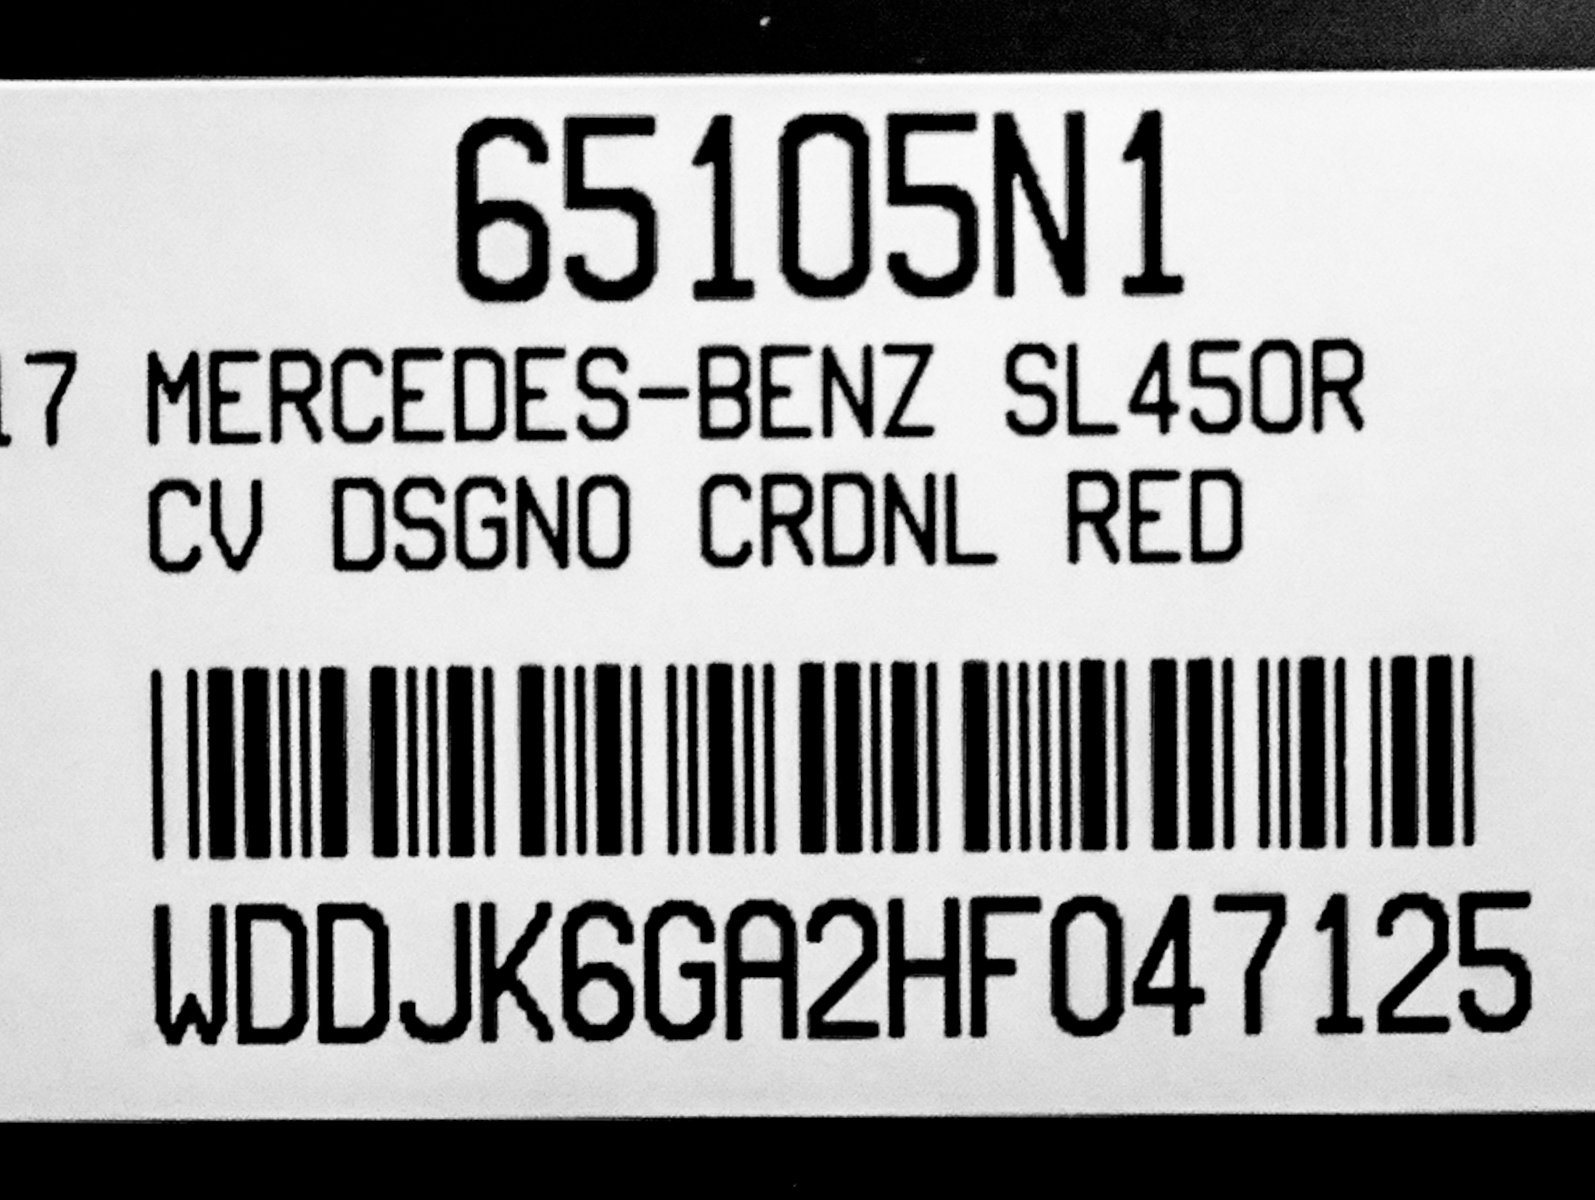 65105N1
17 MERCEDES-BENZ SL450R
CV DSGNO CRDNL RED
WDDJK6GA2HF047125